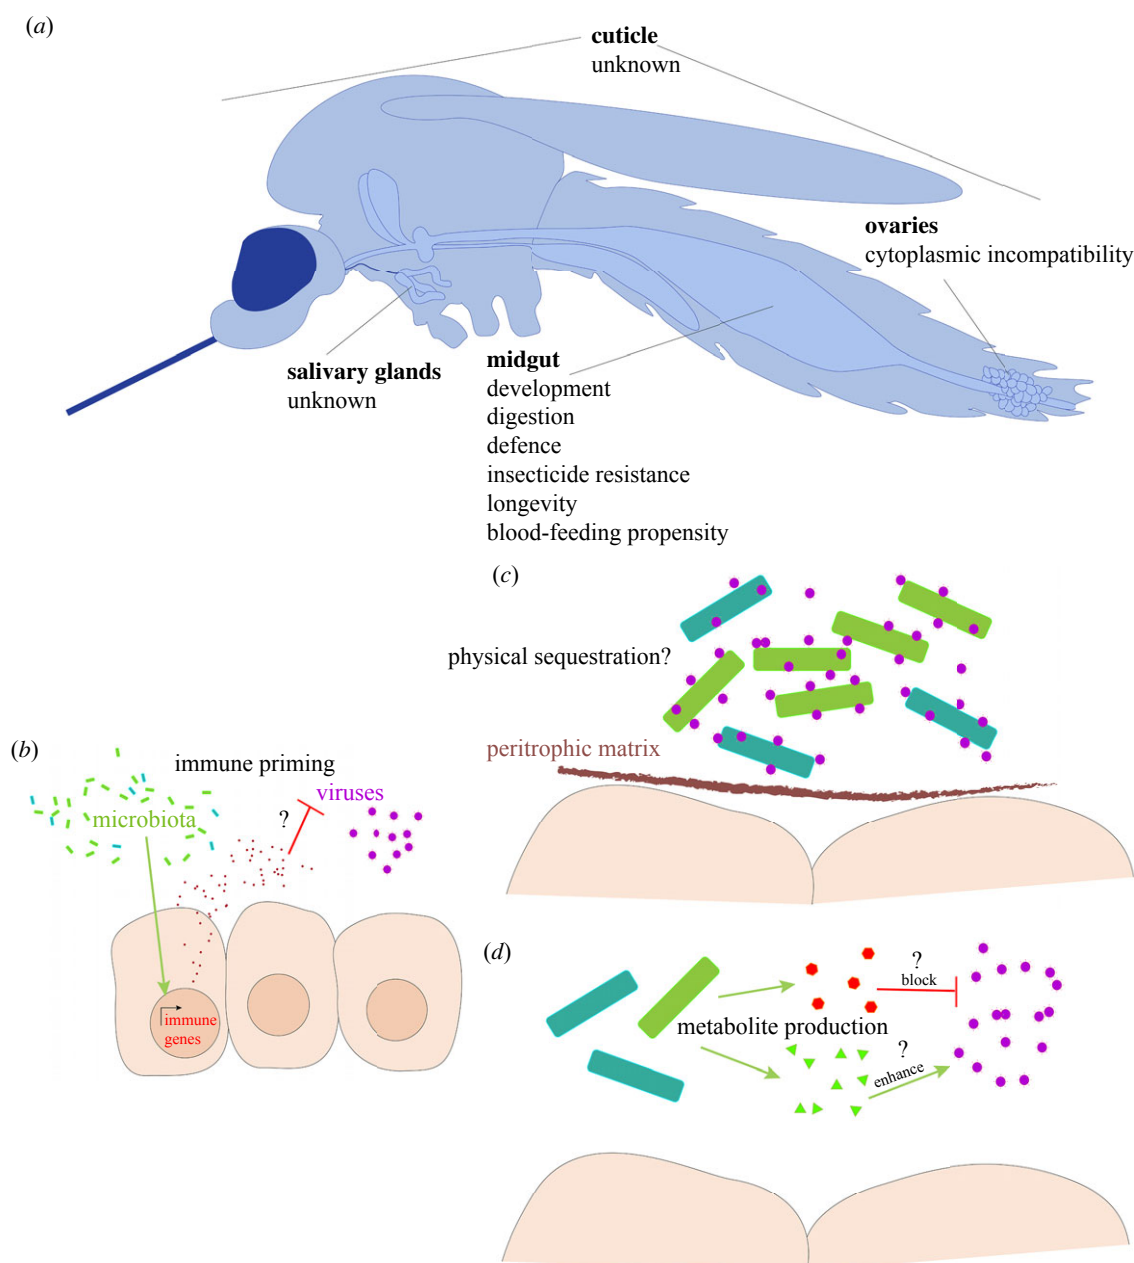 (a)
cuticle
unknown
ovaries
cytoplasmic incompatibility
salivary glands
unknown
midgut
development
digestion
defence
insecticide resistance
longevity
blood-feeding propensity
(c)
physical sequestration?
peritrophic matrix
(b)
immune priming
viruses
?
microbiota
immune
genes
(d)
?
block
metabolite production
?
enhance